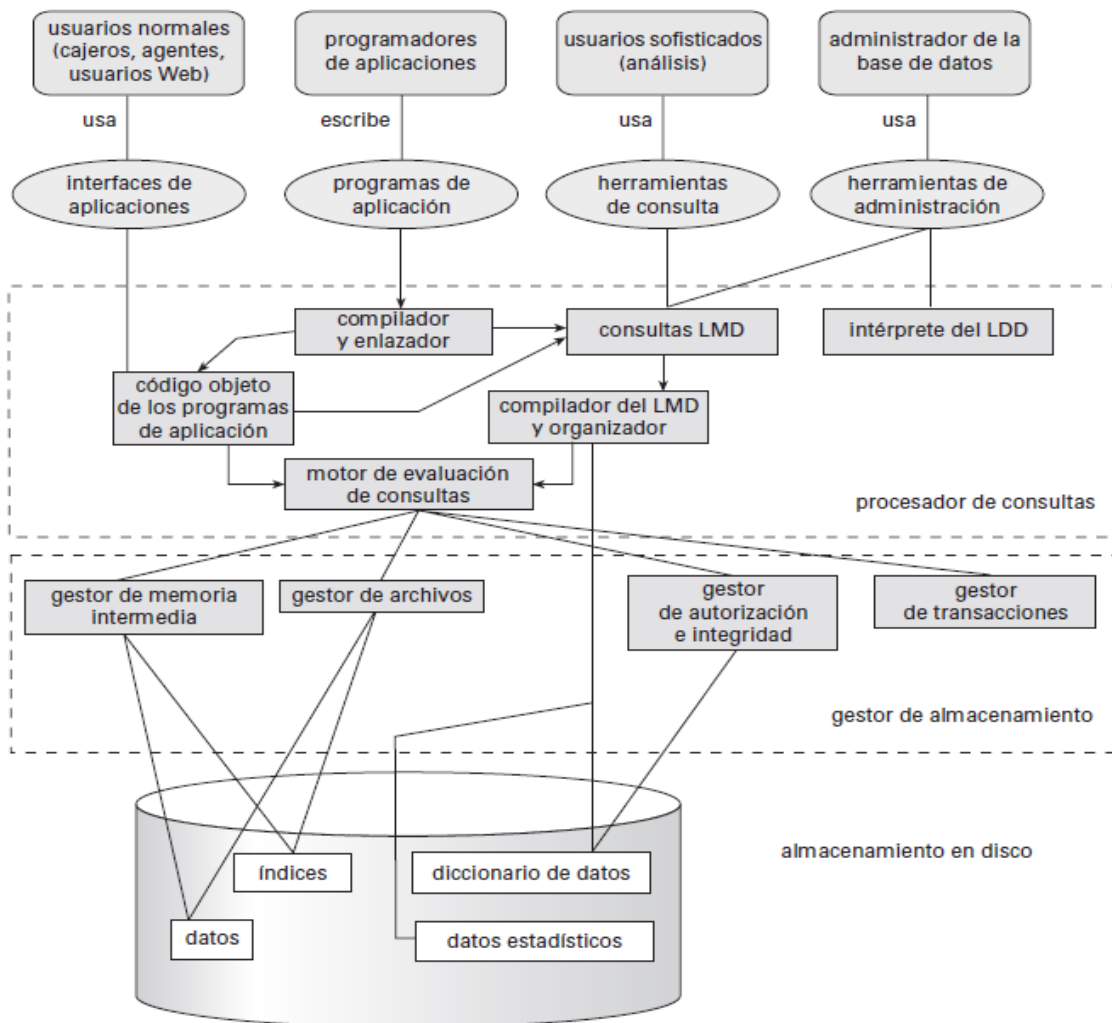 usuarios normales
(cajeros, agentes,
usuarios Web)
programadores
de aplicaciones
usuarios sofisticados
(análisis)
administrador de la
base de datos
usa
escribe
usa
usa
interfaces de
aplicaciones
programas de
aplicación
herramientas
de consulta
herramientas de
administración
compilador
y enlazador
consultas LMD
intérprete del LDD
código objeto
de los programas
de aplicación
compilador del LMD
y organizador
motor de evaluación
de consultas
procesador de consultas
gestor de memoria
intermedia
gestor de archivos
gestor
de autorización
e integridad
gestor
de transacciones
gestor de almacenamiento
almacenamiento en disco
índices
diccionario de datos
datos
datos estadísticos